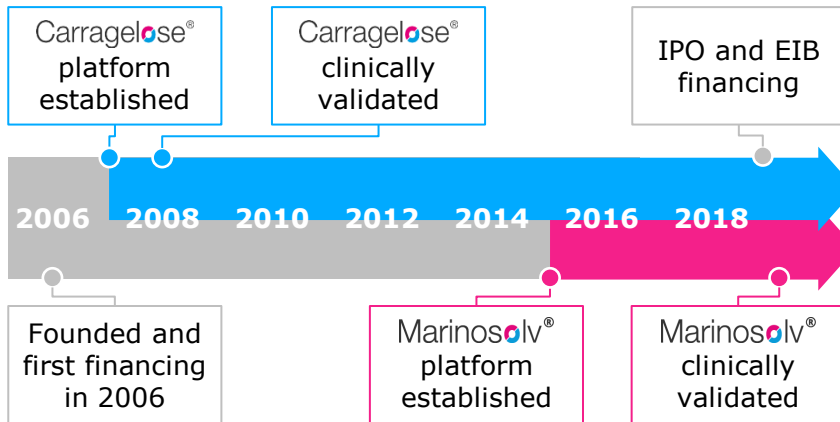 Carragelose®
platform
established
Carragelose®
clinically
validated
IPO and EIB
financing
2006 2008 2010 2012 2014 2016 2018
Founded and
first financing
in 2006
Marinosolv®
platform
established
Marinosolv®
clinically
validated